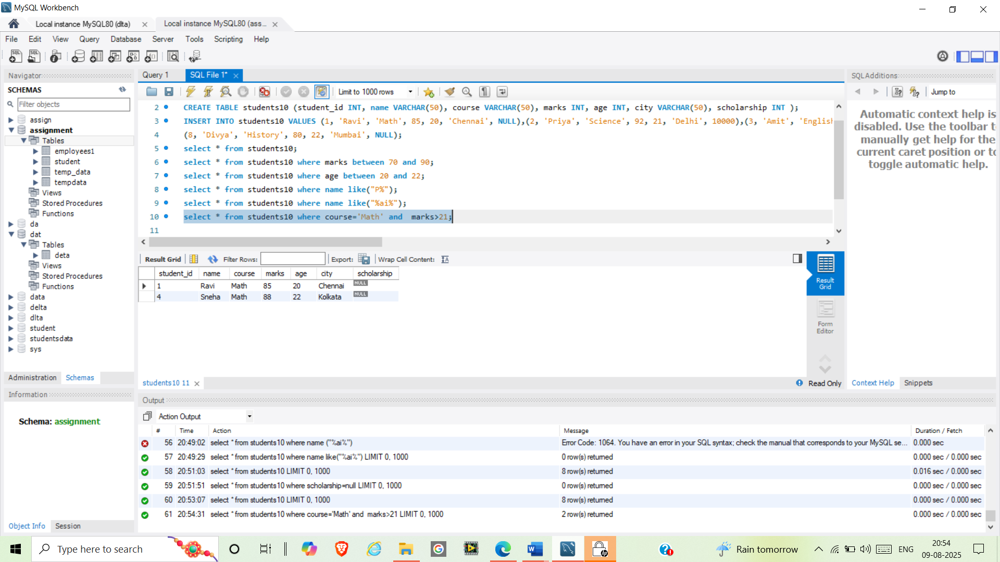 MySQL Workbench
Local instance MySQL80 (dlta)
Local instance MySQL80 (ass...
File Edit View Query Database Server Tools Scripting Help
Navigator
SCHEMAS
Filter objects
assign
assignment
Tables
employees1
student
temp_data
tempdata
Views
Stored Procedures
Functions
da
dat
Tables
deta
Views
Stored Procedures
Functions
data
delta
dlta
student
studentsdata
sys
Administration Schemas
Information
Schema: assignment
Object Info Session
Query 1 SQL File 1*
Limit to 1000 rows
2 CREATE TABLE students10 (student_id INT, name VARCHAR(50), course VARCHAR(50), marks INT, age INT, city VARCHAR(50), scholarship INT );
3 INSERT INTO students10 VALUES (1, 'Ravi', 'Math', 85, 20, 'Chennai', NULL),(2, 'Priya', 'Science', 92, 21, 'Delhi', 10000),(3, 'Amit', 'English
4 (8, 'Divya', 'History', 80, 22, 'Mumbai', NULL);
5 select * from students10;
6 select * from students10 where marks between 70 and 90;
7 select * from students10 where age between 20 and 22;
8 select * from students10 where name like("P%");
9 select * from students10 where name like("%ai%");
10 select * from students10 where course='Math' and  marks>21;
11
Result Grid Filter Rows: Export: Wrap Cell Content:
student_id name course marks age city scholarship
1 Ravi Math 85 20 Chennai NULL
4 Sneha Math 88 22 Kolkata NULL
Result Grid
Form Editor
students10 11
Read Only
SQLAdditions
Jump to
Automatic context help is
disabled. Use the toolbar t
manually get help for the
current caret position or to
toggle automatic help.
Context Help Snippets
Output
Action Output
# Time Action Message Duration / Fetch
56 20:49:02 select * from students10 where name ("%ai%") Error Code: 1064. You have an error in your SQL syntax; check the manual that corresponds to your MySQL se... 0.000 sec
57 20:49:29 select * from students10 where name like("%ai%") LIMIT 0, 1000 0 row(s) returned 0.000 sec / 0.000 sec
58 20:51:03 select * from students10 LIMIT 0, 1000 8 row(s) returned 0.016 sec / 0.000 sec
59 20:51:51 select * from students10 where scholarship=null LIMIT 0, 1000 0 row(s) returned 0.000 sec / 0.000 sec
60 20:53:07 select * from students10 LIMIT 0, 1000 8 row(s) returned 0.000 sec / 0.000 sec
61 20:54:31 select * from students10 where course='Math' and  marks>21 LIMIT 0, 1000 2 row(s) returned 0.000 sec / 0.000 sec
Type here to search
Rain tomorrow
ENG
20:54
09-08-2025